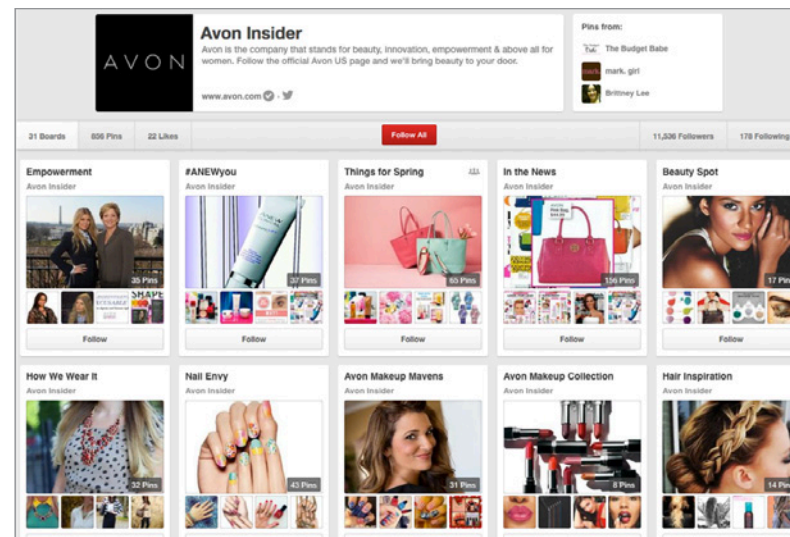 AVON
Avon Insider
Avon is the company that stands for beauty, innovation, empowerment & above all for
women. Follow the official Avon US page and we'll bring beauty to your door.
www.avon.com
Pins from:
The Budget Babe
mark. girl
Brittney Lee
31 Boards
806 Pins
22 Likes
Follow All
11,536 Followers
178 Following
Empowerment
Avon Insider
35 Pins
Follow
#ANEWyou
Avon Insider
37 Pins
Follow
Things for Spring
Avon Insider
65 Pins
Follow
In the News
Avon Insider
156 Pins
Follow
Beauty Spot
Avon Insider
17 Pins
Follow
How We Wear It
Avon Insider
32 Pins
Nail Envy
Avon Insider
43 Pins
Avon Makeup Mavens
Avon Insider
31 Pins
Avon Makeup Collection
Avon Insider
8 Pins
Hair Inspiration
Avon Insider
14 Pins